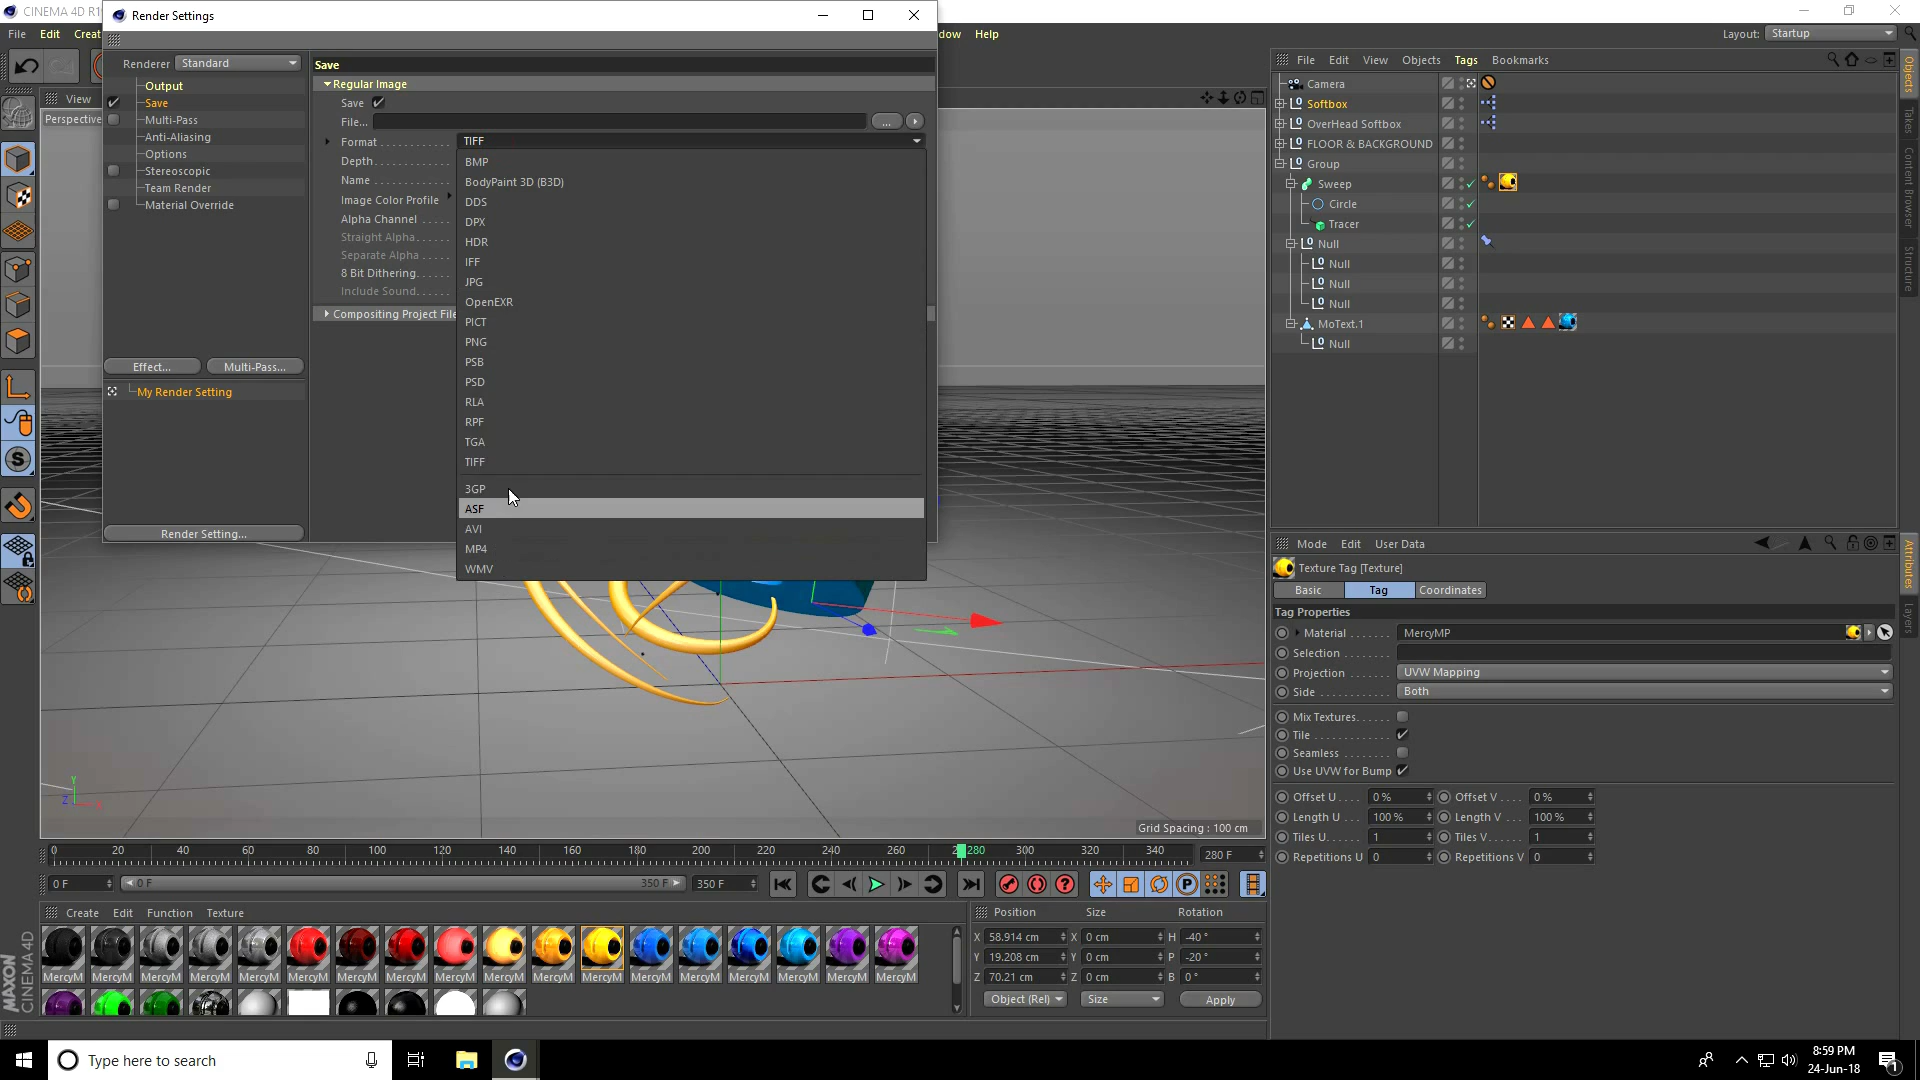 CINEMA 4D R1
Render Settings
File Edit Creat
dow Help
Layout: Startup
Renderer Standard
Output
Save
Multi-Pass
Anti-Aliasing
Options
Stereoscopic
Team Render
Material Override
Effect... Multi-Pass...
My Render Setting
Render Setting...
Save
Regular Image
Save
File...
...
Format TIFF
Depth
Name
Image Color Profile
Alpha Channel
Straight Alpha
Separate Alpha
8 Bit Dithering
Include Sound
Compositing Project File
BMP
BodyPaint 3D (B3D)
DDS
DPX
HDR
IFF
JPG
OpenEXR
PICT
PNG
PSB
PSD
RLA
RPF
TGA
TIFF
3GP
ASF
AVI
MP4
WMV
View
Perspective
Y
Z
Grid Spacing : 100 cm
File Edit View Objects Tags Bookmarks
Camera
Softbox
OverHead Softbox
FLOOR & BACKGROUND
Group
Sweep
Circle
Tracer
Null
Null
Null
Null
MoText.1
Null
Objects
Takes
Content Browser
Structure
Mode Edit User Data
Texture Tag [Texture]
Basic Tag Coordinates
Tag Properties
Material MercyMP
Selection
Projection UVW Mapping
Side Both
Mix Textures
Tile
Seamless
Use UVW for Bump
Offset U 0 % Offset V 0 %
Length U 100 % Length V 100 %
Tiles U 1 Tiles V 1
Repetitions U 0 Repetitions V 0
Attributes
Layers
0 20 40 60 80 100 120 140 160 180 200 220 240 260 280 300 320 340
280 F
0 F 0 F 350 F 350 F
Create Edit Function Texture
MercyM MercyM MercyM MercyM MercyM MercyM MercyM MercyM MercyM MercyM MercyM MercyM MercyM MercyM MercyM MercyM MercyM MercyM
Position Size Rotation
X 58.914 cm X 0 cm H -40 °
Y 19.208 cm Y 0 cm P -20 °
Z 70.21 cm Z 0 cm B 0 °
Object (Rel) Size Apply
MAXON CINEMA 4D
Type here to search
8:59 PM
24-Jun-18
1